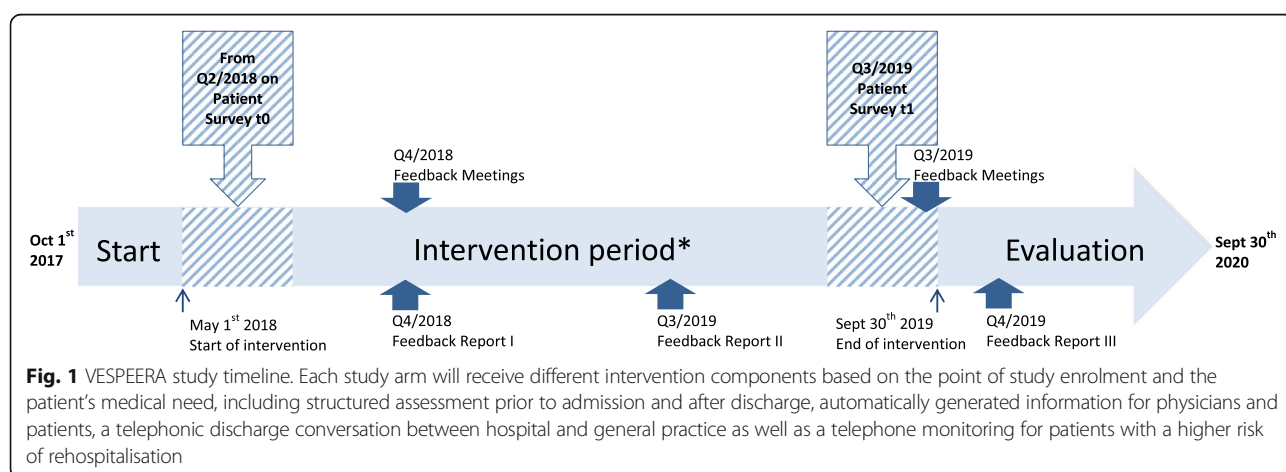 From
Q2/2018 on
Patient
Survey t0
Q3/2019
Patient
Survey t1
Q4/2018
Feedback Meetings
Q3/2019
Feedback Meetings
Oct 1st
2017
Start
Intervention period*
Evaluation
Sept 30th
2020
May 1st 2018
Start of intervention
Q4/2018
Feedback Report I
Q3/2019
Feedback Report II
Sept 30th 2019
End of intervention
Q4/2019
Feedback Report III
Fig. 1 VESPEERA study timeline. Each study arm will receive different intervention components based on the point of study enrolment and the
patient's medical need, including structured assessment prior to admission and after discharge, automatically generated information for physicians and
patients, a telephonic discharge conversation between hospital and general practice as well as a telephone monitoring for patients with a higher risk
of rehospitalisation